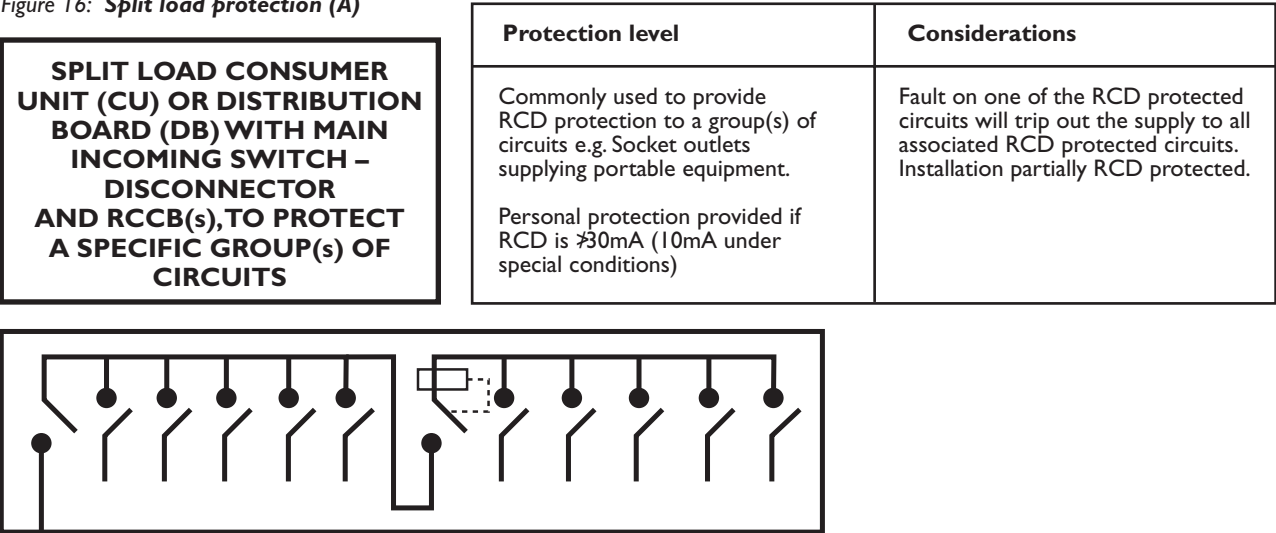 Figure 16: Split load protection (A)
SPLIT LOAD CONSUMER
UNIT (CU) OR DISTRIBUTION
BOARD (DB) WITH MAIN
INCOMING SWITCH –
DISCONNECTOR
AND RCCB(s), TO PROTECT
A SPECIFIC GROUP(s) OF
CIRCUITS
Protection level
Commonly used to provide
RCD protection to a group(s) of
circuits e.g. Socket outlets
supplying portable equipment.
Personal protection provided if
RCD is ≯30mA (10mA under
special conditions)
Considerations
Fault on one of the RCD protected
circuits will trip out the supply to all
associated RCD protected circuits.
Installation partially RCD protected.